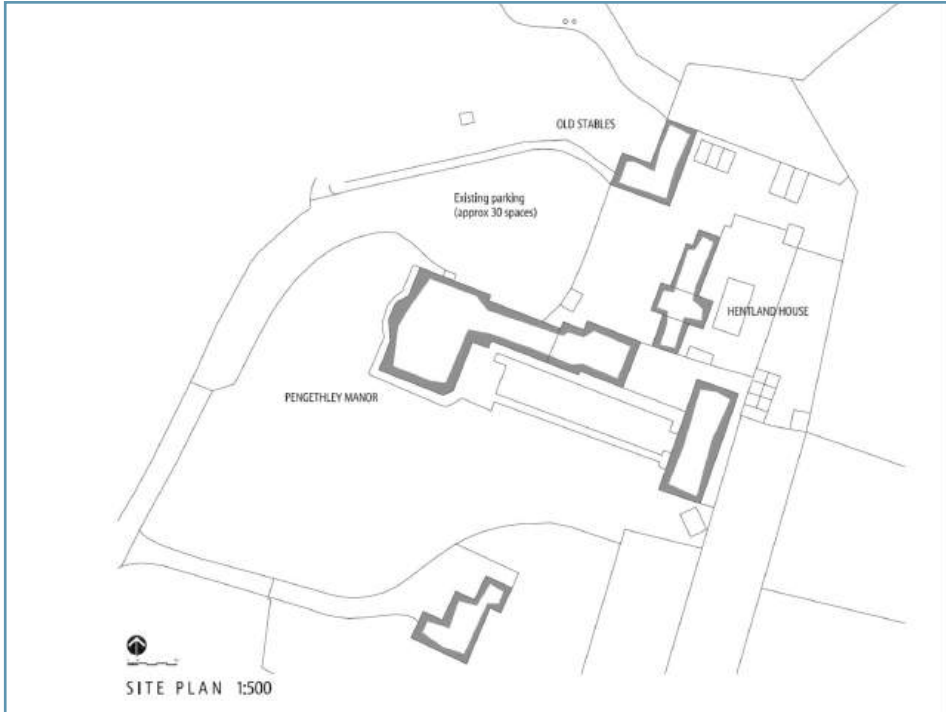 OLD STABLES
Existing parking
(approx 30 spaces)
HENTLAND HOUSE
PENGETHLEY MANOR
SITE PLAN 1:500